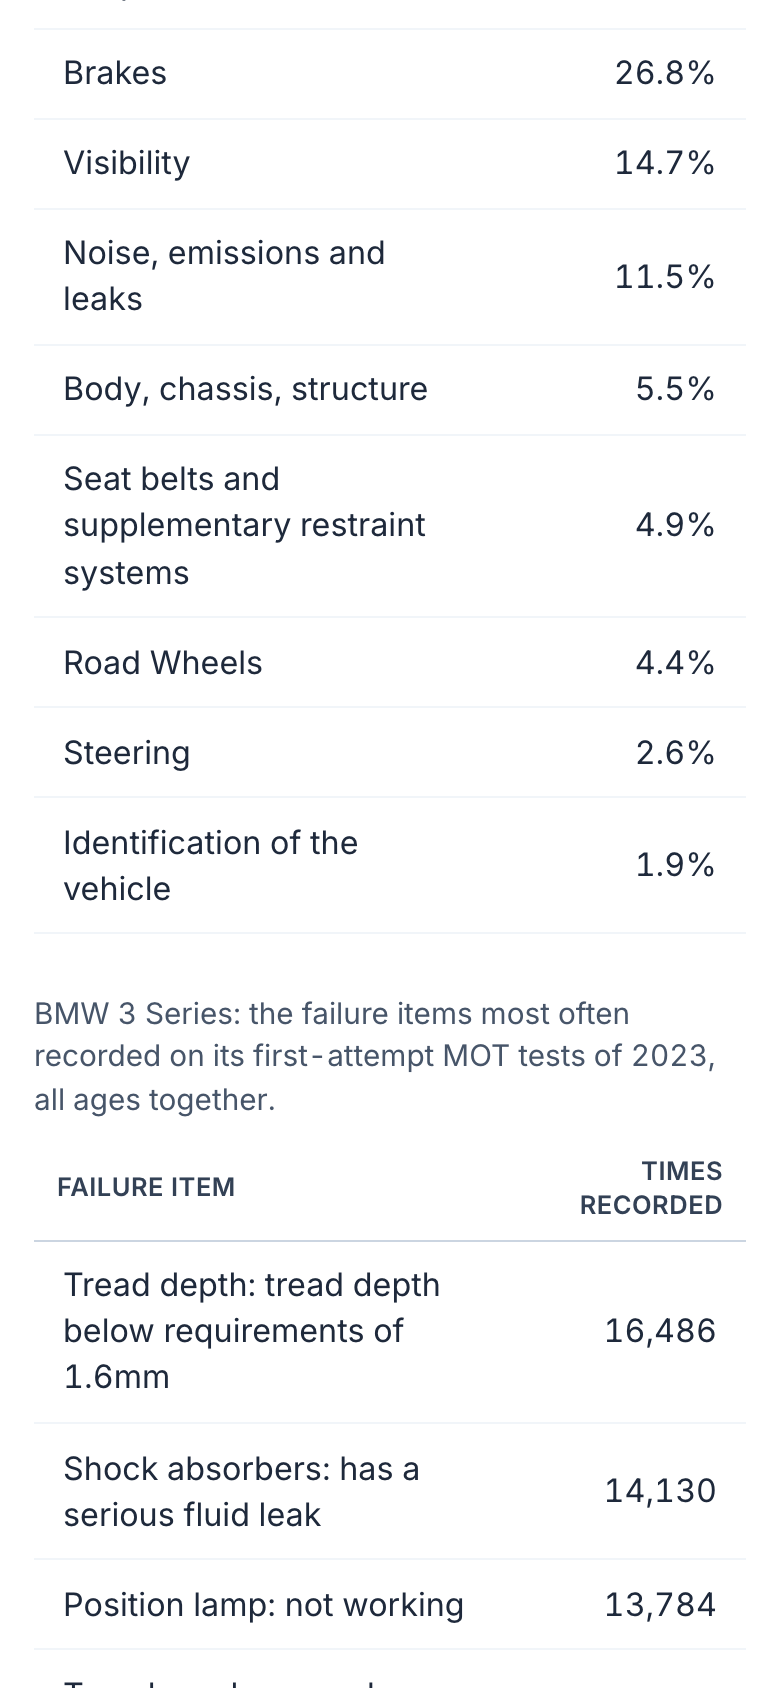 Brakes 26.8%
Visibility 14.7%
Noise, emissions and
leaks 11.5%
Body, chassis, structure 5.5%
Seat belts and
supplementary restraint 4.9%
systems
Road Wheels 4.4%
Steering 2.6%
Identification of the
vehicle 1.9%
BMW 3 Series: the failure items most often
recorded on its first-attempt MOT tests of 2023,
all ages together.
FAILURE ITEM TIMES
RECORDED
Tread depth: tread depth
below requirements of 16,486
1.6mm
Shock absorbers: has a
serious fluid leak 14,130
Position lamp: not working 13,784